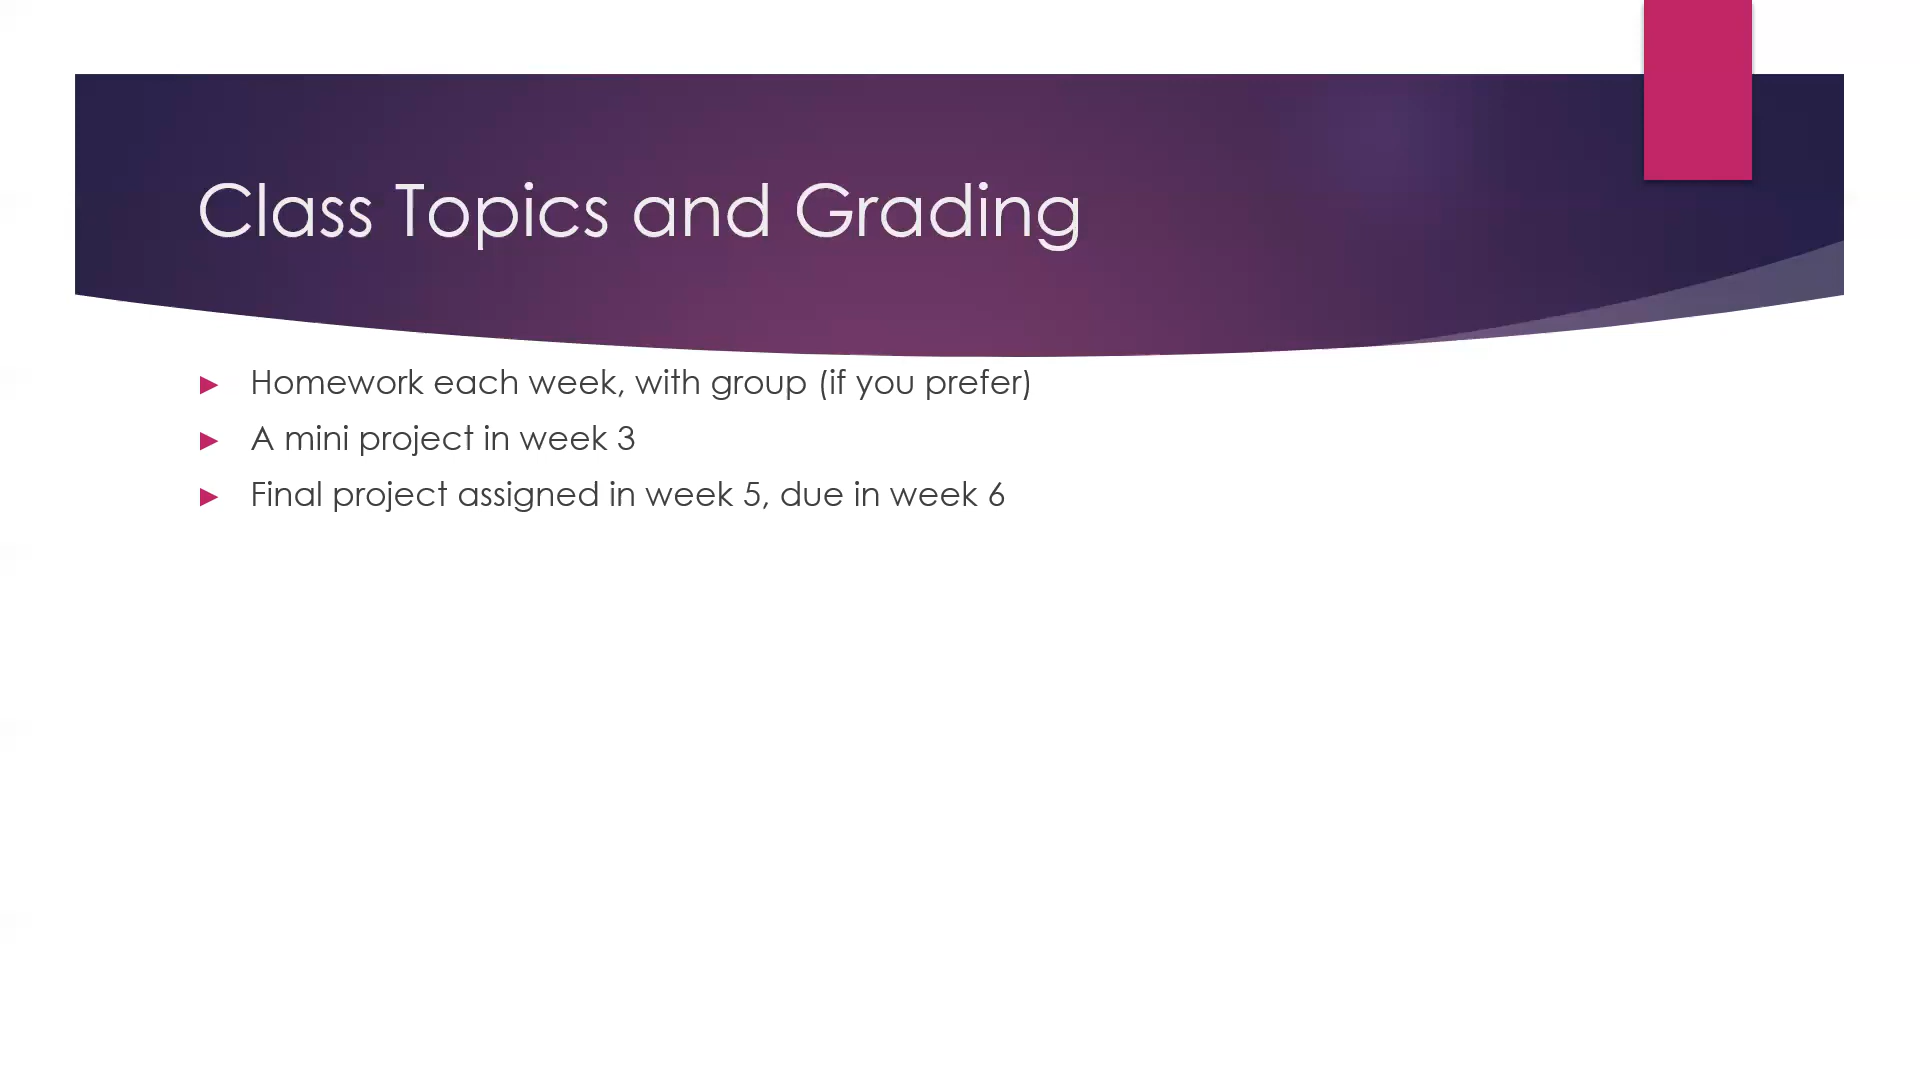 Class Topics and Grading
► Homework each week, with group (if you prefer)
► A mini project in week 3
► Final project assigned in week 5, due in week 6